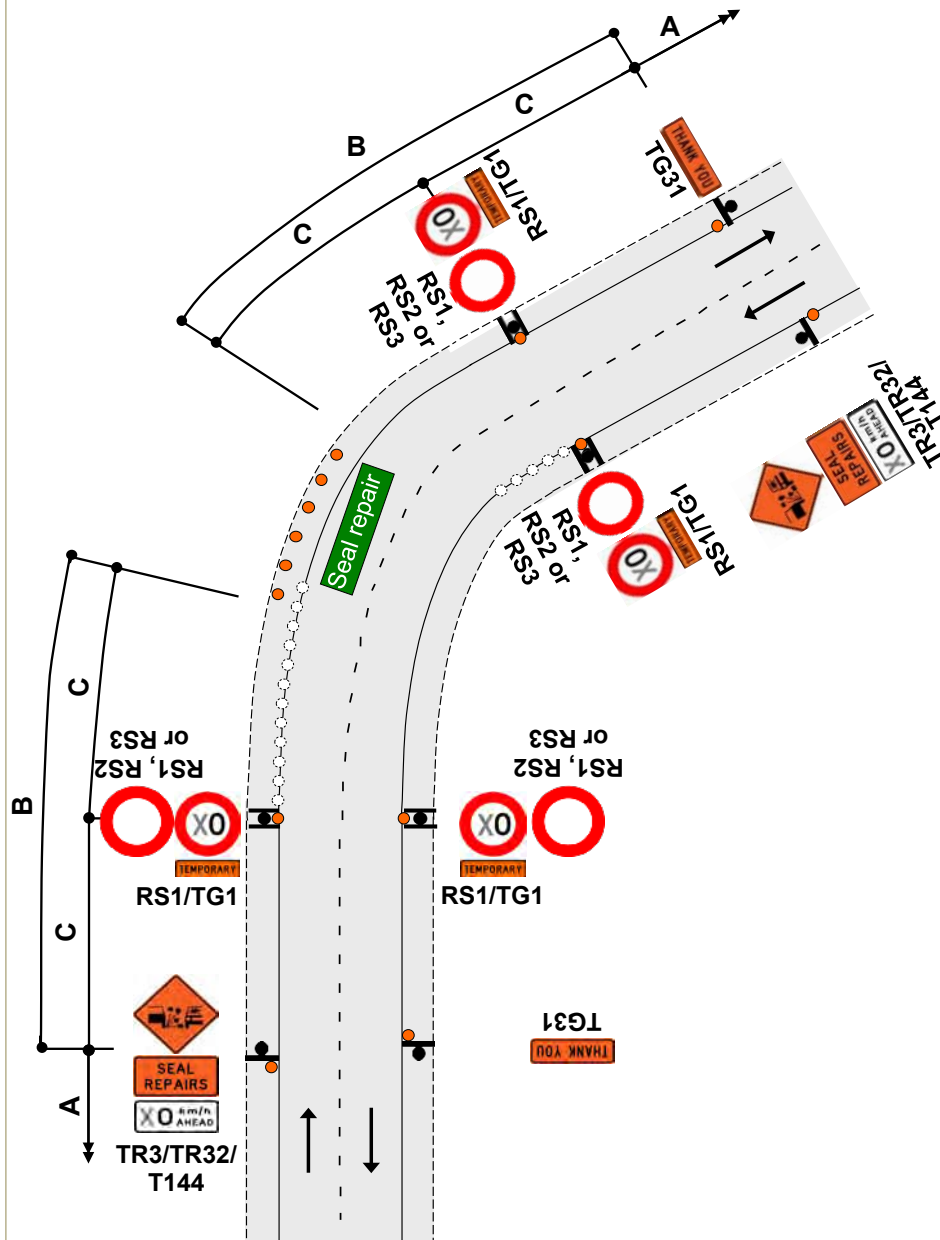 A
C
B
C
THANK YOU
TG31
TEMPORARY
RS1/TG1
X0
RS1,
RS2 or
RS3
TR3/TR32/
T144
X0 km/h
AHEAD
SEAL
REPAIRS
Seal repair
RS1,
RS2 or
RS3
X0
TEMPORARY
RS1/TG1
C
B
RS1, RS2
or RS3
X0
TEMPORARY
RS1/TG1
RS1, RS2
or RS3
X0
TEMPORARY
RS1/TG1
C
A
SEAL
REPAIRS
X0 km/h
AHEAD
TR3/TR32/
T144
TG31
THANK YOU